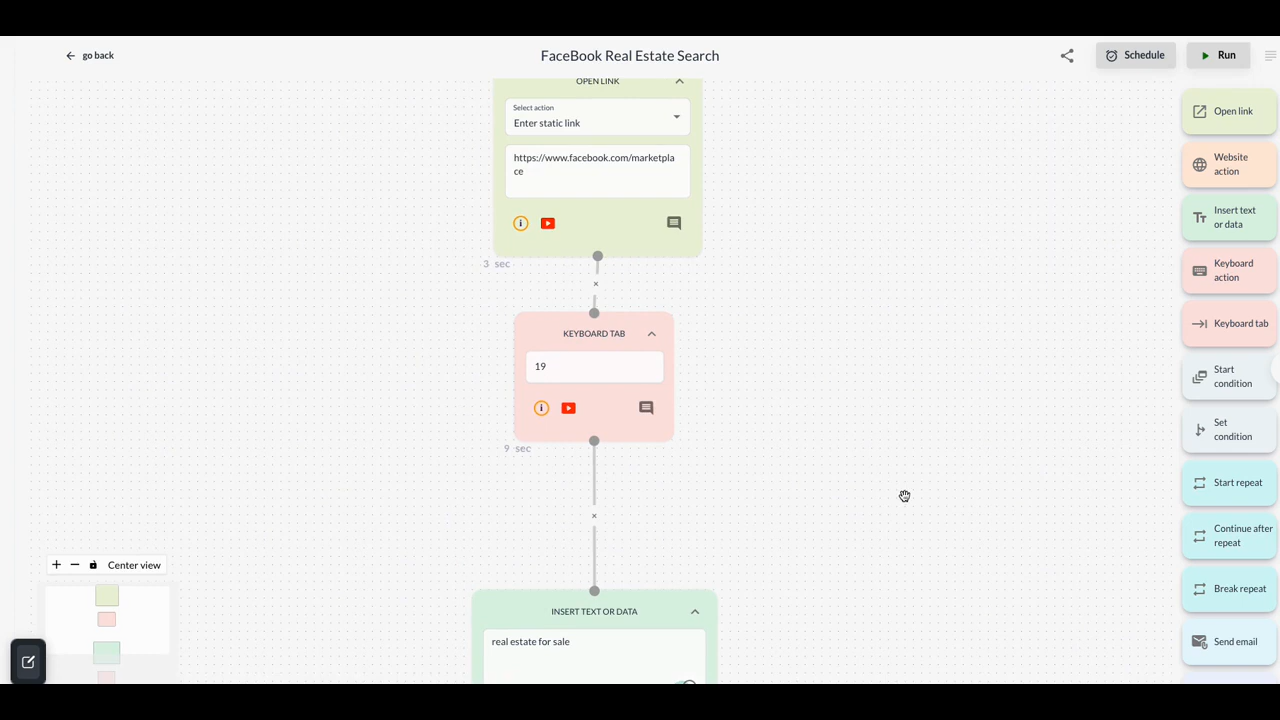 go back
FaceBook Real Estate Search
Schedule
Run
OPEN LINK
Select action
Enter static link
https://www.facebook.com/marketpla
ce
3 sec
×
KEYBOARD TAB
19
9 sec
×
INSERT TEXT OR DATA
real estate for sale
+ − Center view
Open link
Website
action
Tт
Insert text
or data
Keyboard
action
Keyboard tab
Start
condition
Set
condition
Start repeat
Continue after
repeat
Break repeat
Send email